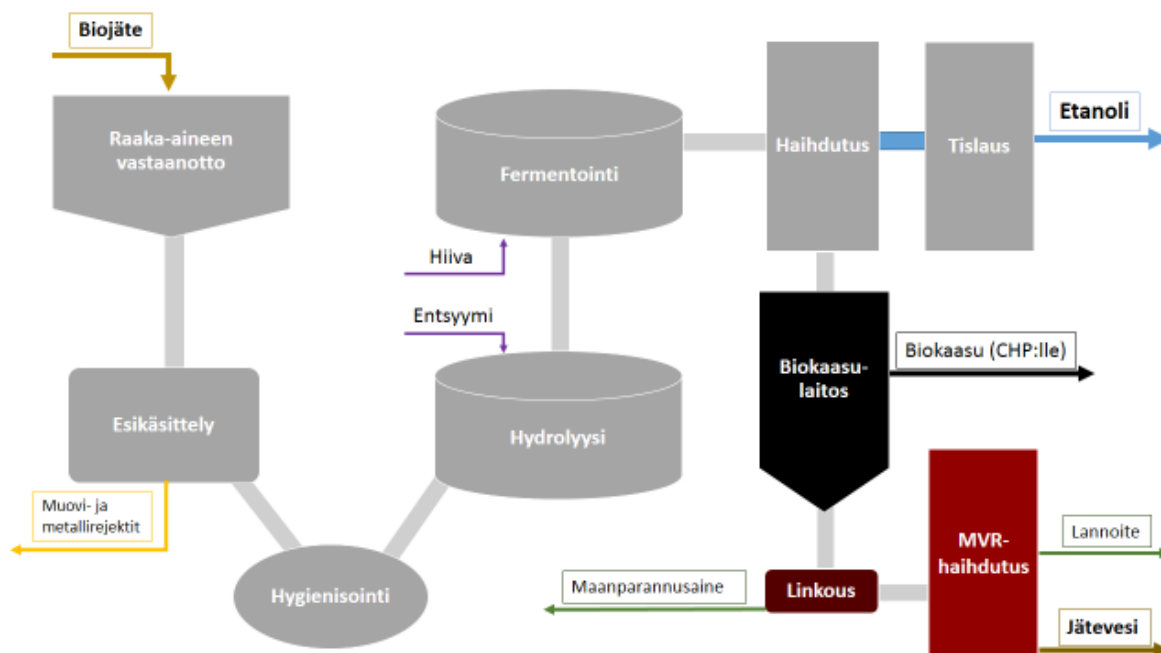 Biojäte
Raaka-aineen
vastaanotto
Esikäsittely
Muovi- ja
metallirejektit
Hygienisointi
Hydrolyysi
Entsyymi
Hiiva
Fermentointi
Haihdutus
Tislaus
Etanoli
Biokaasu-
laitos
Biokaasu (CHP:lle)
Linkous
Maanparannusaine
MVR-
haihdutus
Lannoite
Jätevesi